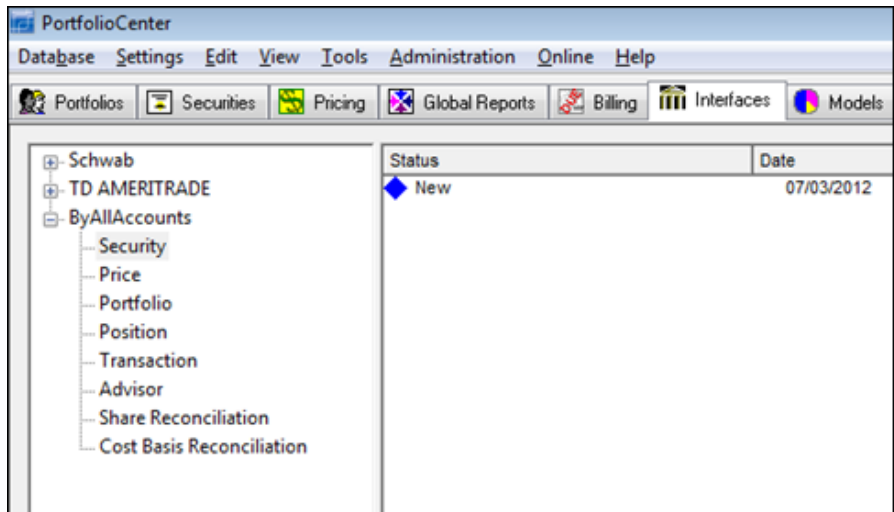 PortfolioCenter
Database Settings Edit View Tools Administration Online Help
Portfolios Securities Pricing Global Reports Billing Interfaces Models
Schwab
TD AMERITRADE
ByAllAccounts
Security
Price
Portfolio
Position
Transaction
Advisor
Share Reconciliation
Cost Basis Reconciliation
Status Date
New 07/03/2012